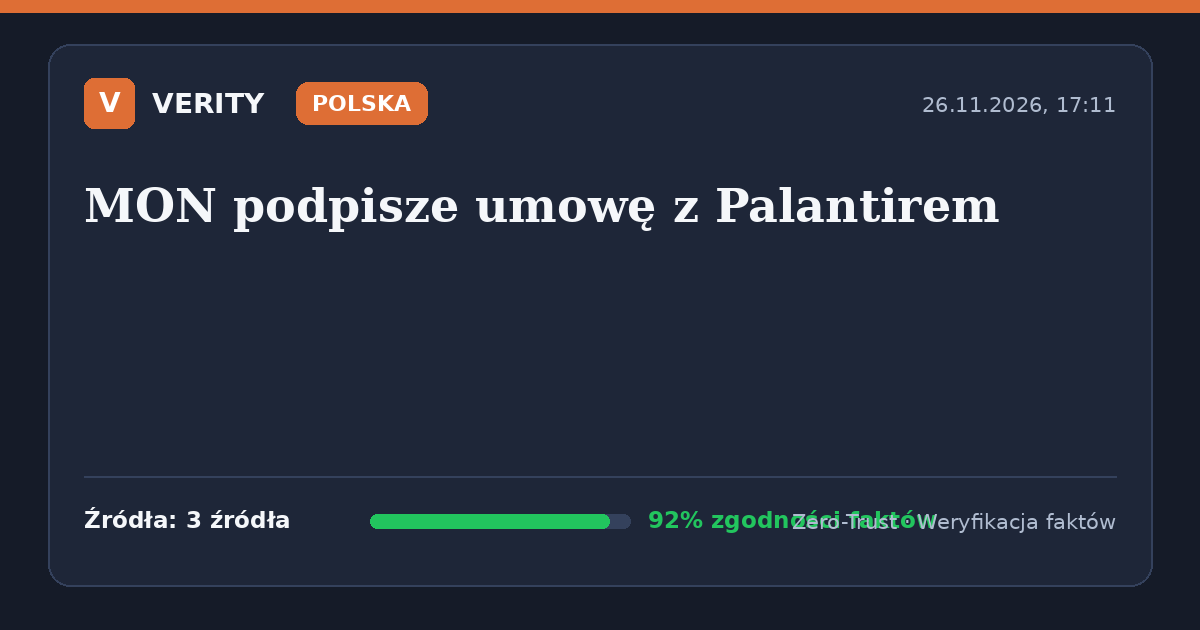 V VERITY POLSKA 26.11.2026, 17:11
MON podpisze umowę z Palantirem
Źródła: 3 źródła 92% zgodności faktów Zero-Trust · Weryfikacja faktów